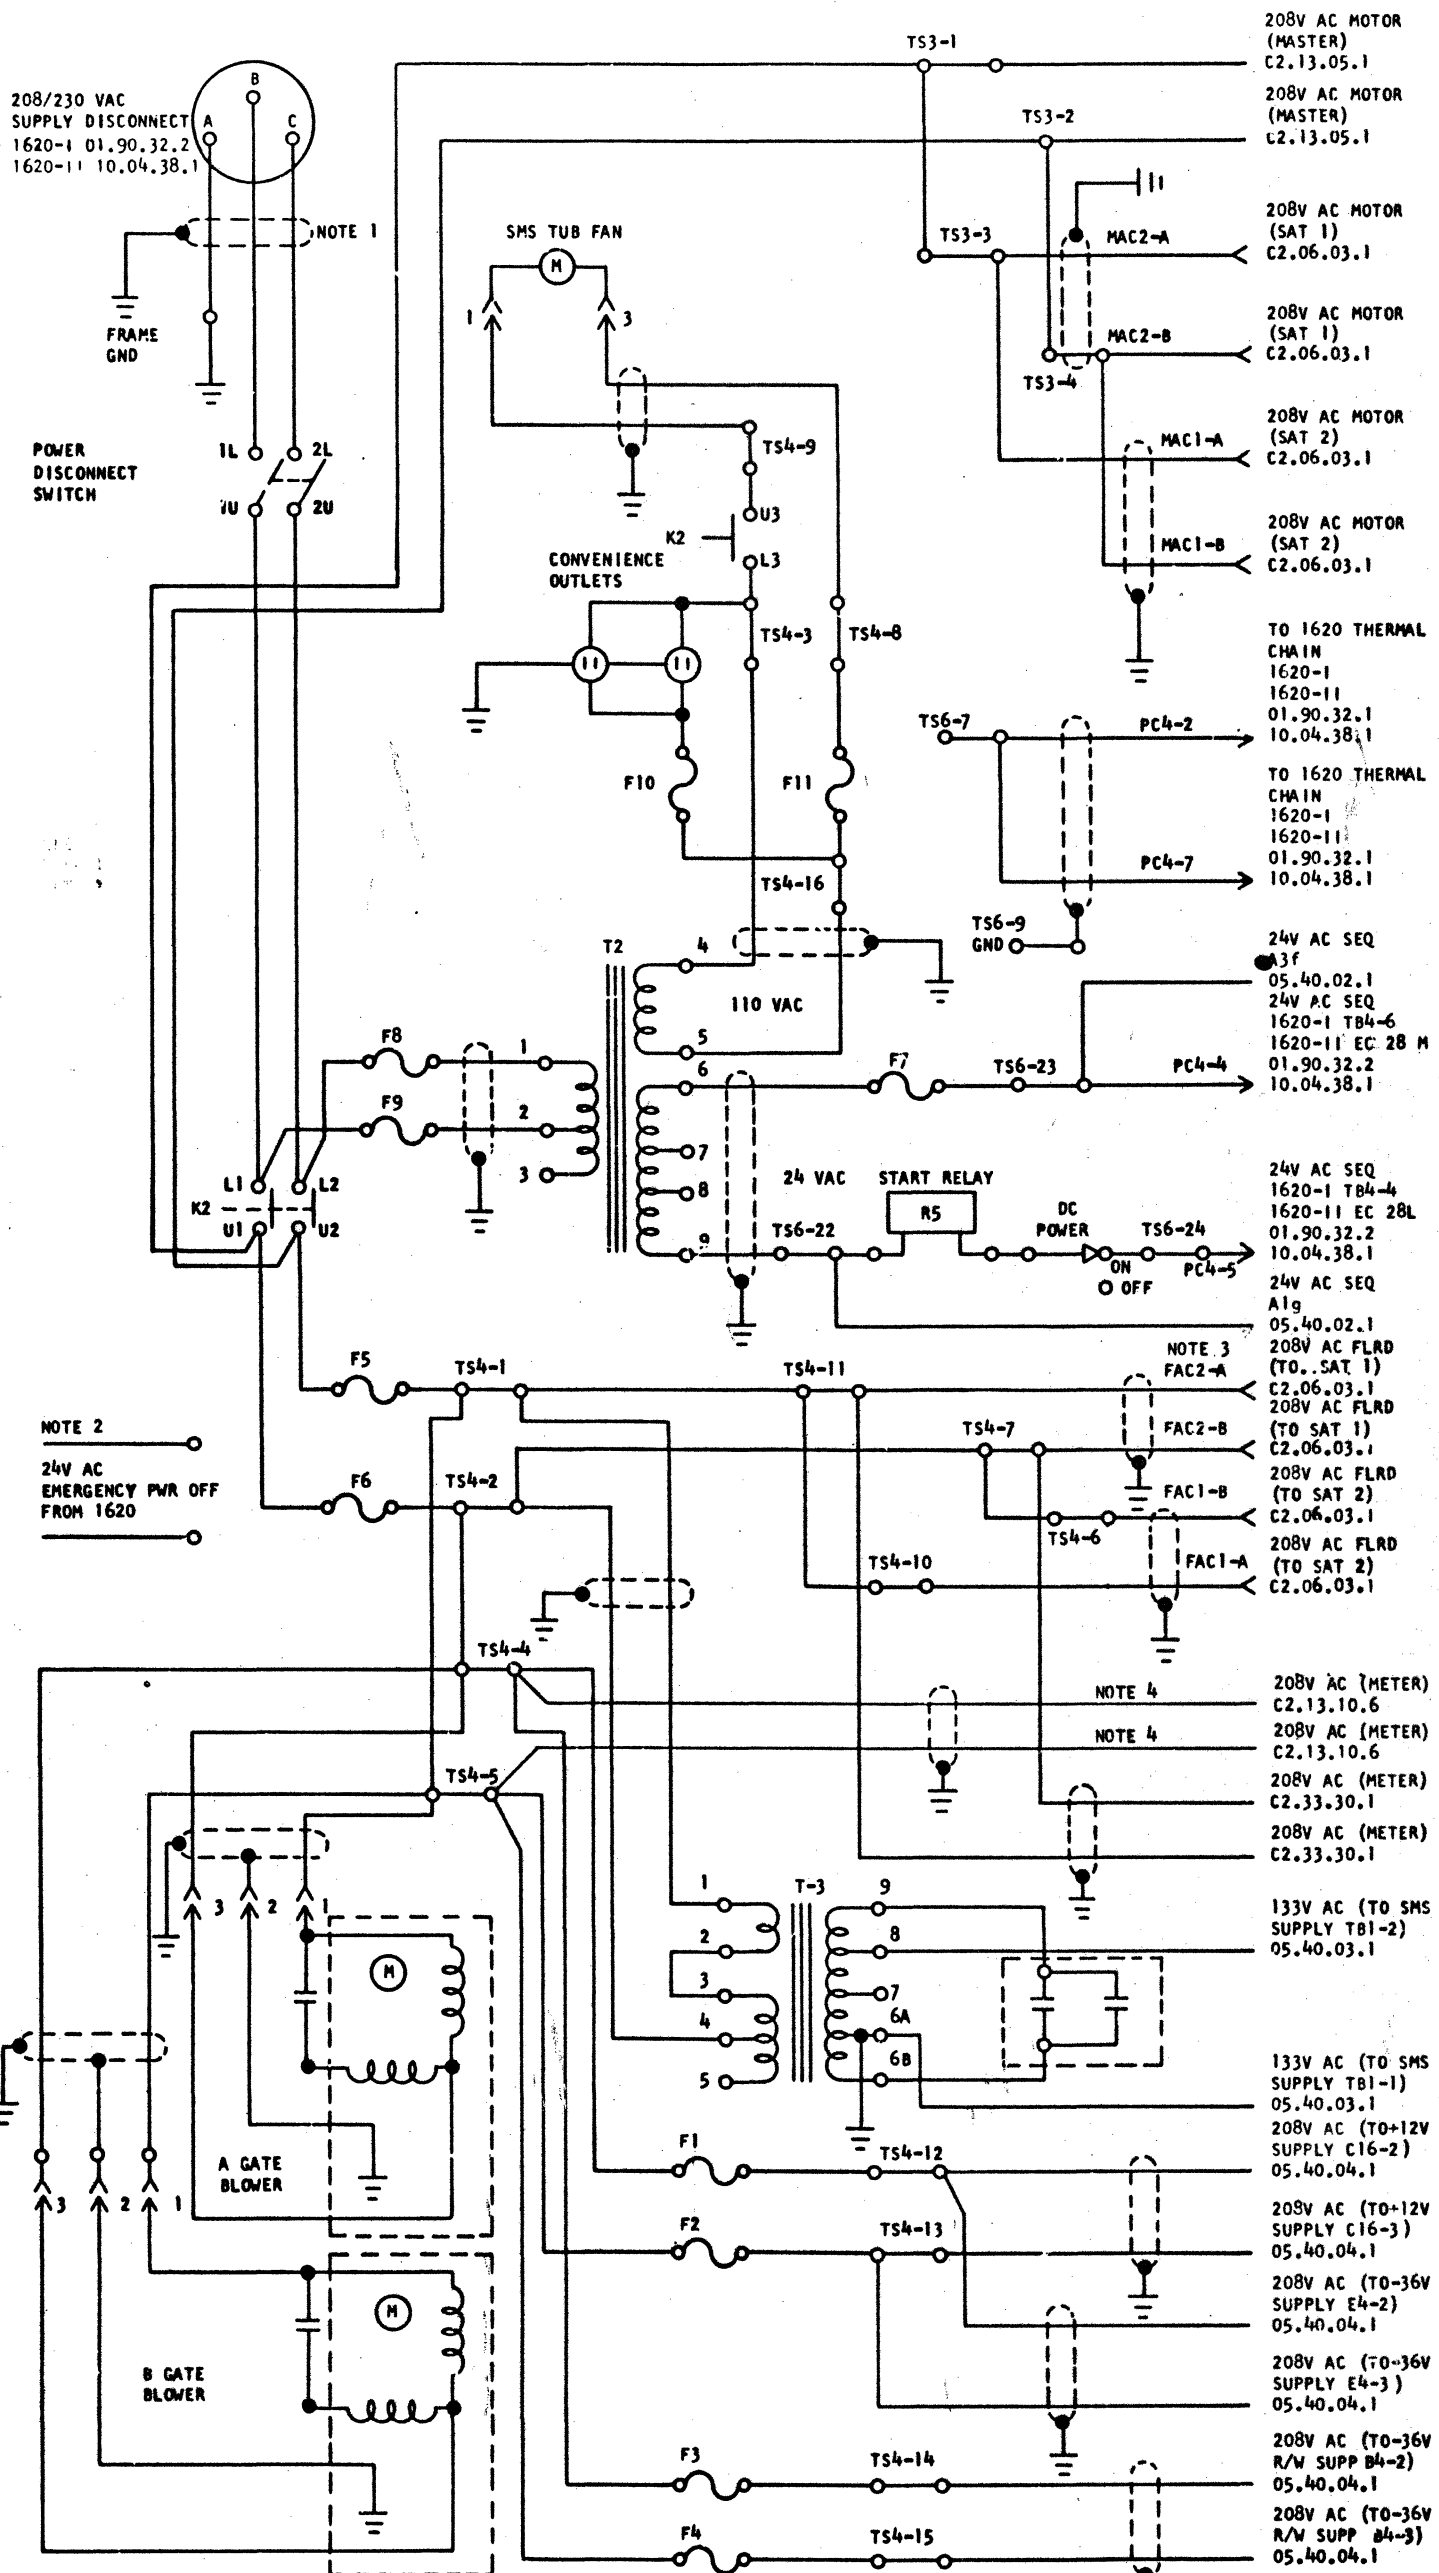 208V AC MOTOR
(MASTER)
C2.13.05.1
TS3-1
208V AC MOTOR
(MASTER)
C2.13.05.1
TS3-2
208/230 VAC
SUPPLY DISCONNECT
1620-I 01.90.32.2
1620-II 10.04.38.1
B
A
C
NOTE 1
FRAME
GND
SMS TUB FAN
M
1
3
TS3-3
MAC2-A
208V AC MOTOR
(SAT 1)
C2.06.03.1
MAC2-B
208V AC MOTOR
(SAT 1)
C2.06.03.1
TS3-4
MAC1-A
208V AC MOTOR
(SAT 2)
C2.06.03.1
MAC1-B
208V AC MOTOR
(SAT 2)
C2.06.03.1
POWER
DISCONNECT
SWITCH
1L
2L
1U
2U
TS4-9
U3
K2
L3
CONVENIENCE
OUTLETS
TS4-3
TS4-8
F10
F11
TS4-16
TO 1620 THERMAL
CHAIN
1620-I
1620-II
01.90.32.1
10.04.38.1
TS6-7
PC4-2
TO 1620 THERMAL
CHAIN
1620-I
1620-II
01.90.32.1
10.04.38.1
PC4-7
TS6-9
GND
T2
4
110 VAC
5
6
7
8
9
24 VAC
F8
F9
1
2
3
F7
TS6-23
PC4-4
24V AC SEQ
A3f
05.40.02.1
24V AC SEQ
1620-I TB4-6
1620-II EC 28 M
01.90.32.2
10.04.38.1
L1
L2
K2
U1
U2
START RELAY
R5
TS6-22
DC
POWER
ON
OFF
TS6-24
PC4-5
24V AC SEQ
1620-I TB4-4
1620-II EC 28L
01.90.32.2
10.04.38.1
24V AC SEQ
A1g
05.40.02.1
F5
TS4-1
TS4-11
NOTE 3
FAC2-A
208V AC FLRD
(TO..SAT 1)
C2.06.03.1
TS4-7
FAC2-B
208V AC FLRD
(TO SAT 1)
C2.06.03.1
NOTE 2
24V AC
EMERGENCY PWR OFF
FROM 1620
F6
TS4-2
TS4-6
FAC1-B
208V AC FLRD
(TO SAT 2)
C2.06.03.1
TS4-10
FAC1-A
208V AC FLRD
(TO SAT 2)
C2.06.03.1
TS4-4
NOTE 4
208V AC (METER)
C2.13.10.6
NOTE 4
208V AC (METER)
C2.13.10.6
TS4-5
208V AC (METER)
C2.33.30.1
208V AC (METER)
C2.33.30.1
3
2
1
M
A GATE
BLOWER
T-3
1
2
3
4
5
9
8
7
6A
6B
133V AC (TO SMS
SUPPLY TB1-2)
05.40.03.1
133V AC (TO SMS
SUPPLY TB1-1)
05.40.03.1
F1
TS4-12
208V AC (TO+12V
SUPPLY C16-2)
05.40.04.1
3
2
1
F2
TS4-13
208V AC (TO+12V
SUPPLY C16-3)
05.40.04.1
M
B GATE
BLOWER
208V AC (TO-36V
SUPPLY E4-2)
05.40.04.1
208V AC (TO-36V
SUPPLY E4-3)
05.40.04.1
F3
TS4-14
208V AC (TO-36V
R/W SUPP B4-2)
05.40.04.1
F4
TS4-15
208V AC (TO-36V
R/W SUPP B4-3)
05.40.04.1